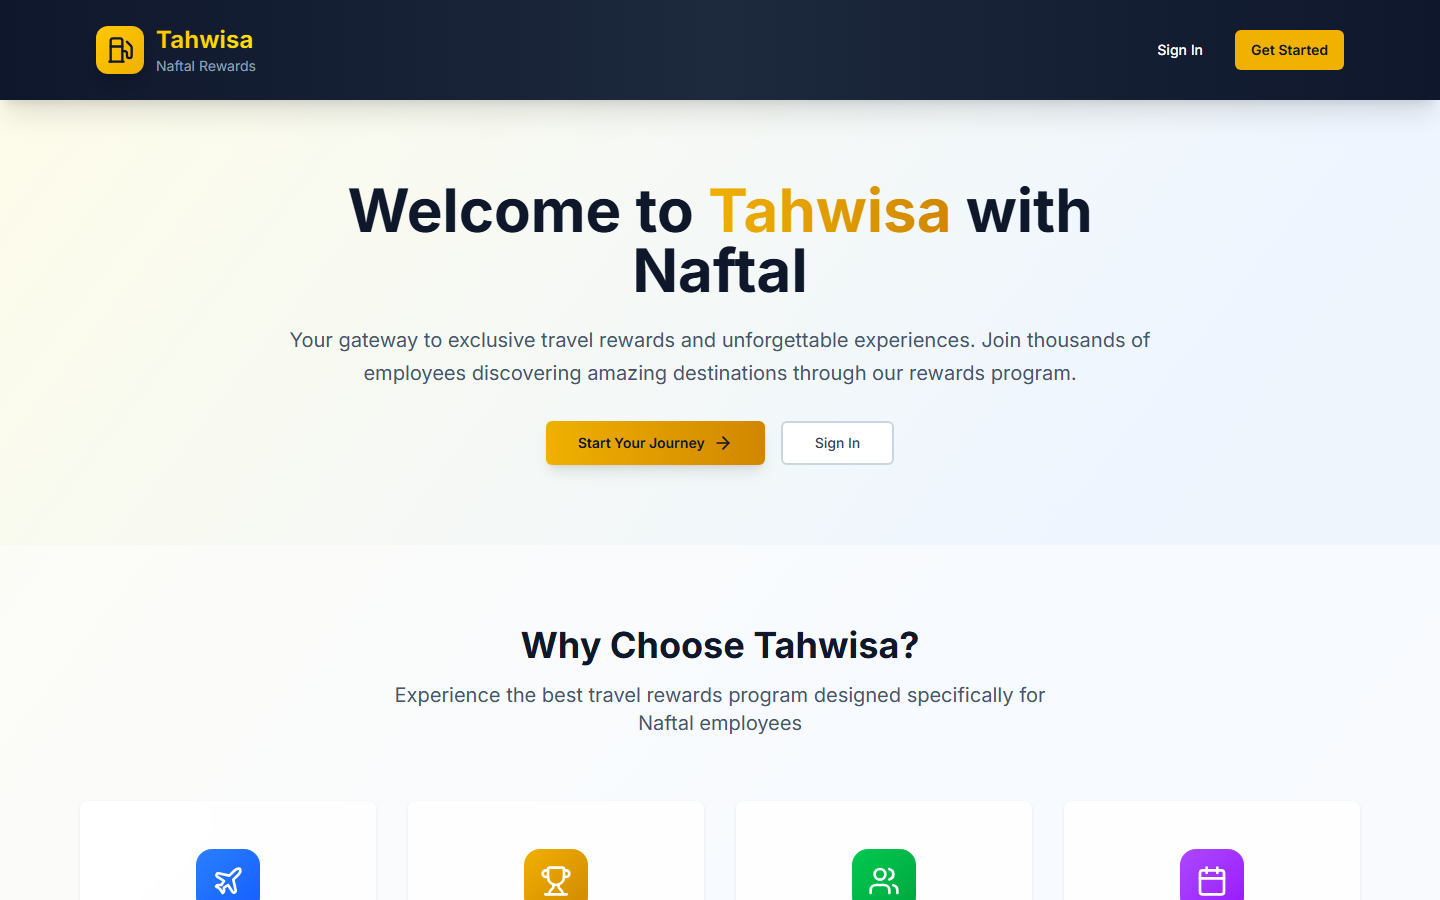 Tahwisa
Naftal Rewards
Sign In
Get Started
Welcome to Tahwisa with
Naftal
Your gateway to exclusive travel rewards and unforgettable experiences. Join thousands of
employees discovering amazing destinations through our rewards program.
Start Your Journey
Sign In
Why Choose Tahwisa?
Experience the best travel rewards program designed specifically for
Naftal employees